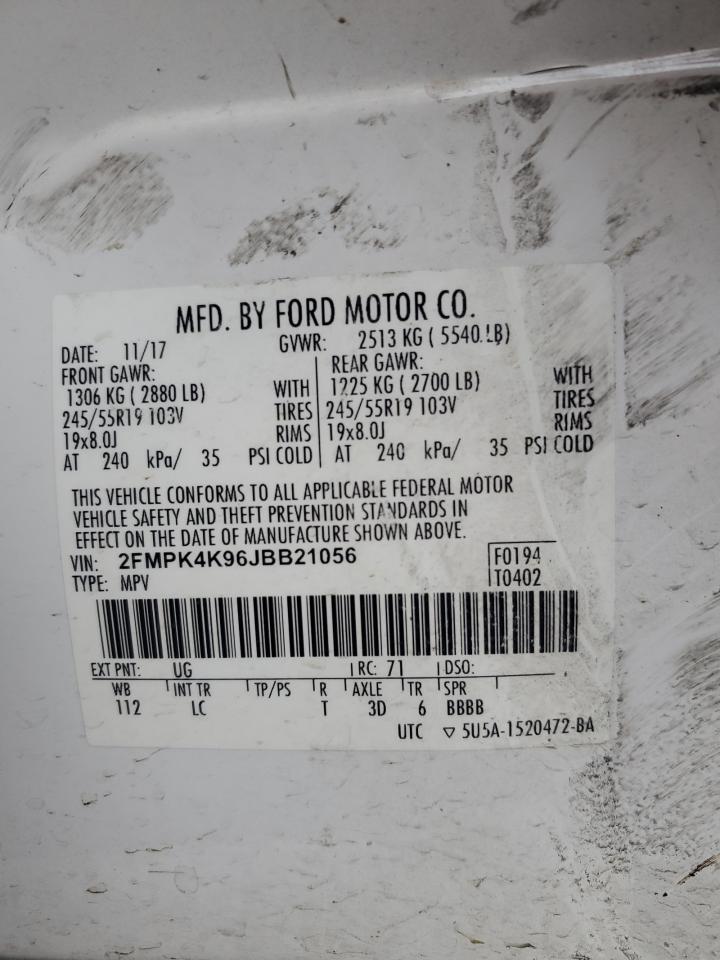 MFD. BY FORD MOTOR CO.
DATE: 11/17 GVWR: 2513 KG ( 5540 LB)
FRONT GAWR: REAR GAWR:
1306 KG ( 2880 LB) WITH 1225 KG ( 2700 LB) WITH
245/55R19 103V TIRES 245/55R19 103V TIRES
19x8.0J RIMS 19x8.0J RIMS
AT 240 kPa/ 35 PSI COLD AT 240 kPa/ 35 PSI COLD
THIS VEHICLE CONFORMS TO ALL APPLICABLE FEDERAL MOTOR
VEHICLE SAFETY AND THEFT PREVENTION STANDARDS IN
EFFECT ON THE DATE OF MANUFACTURE SHOWN ABOVE.
VIN: 2FMPK4K96JBB21056 F0194
TYPE: MPV T0402
EXT PNT: UG RC: 71 DSO:
WB INT TR TP/PS R AXLE TR SPR
112 LC T 3D 6 BBBB
UTC ▽ 5U5A-1520472-BA